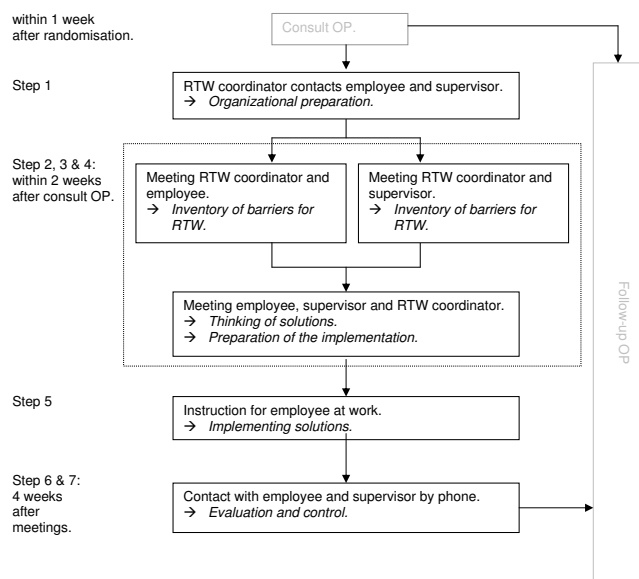 within 1 week
after randomisation.
Consult OP.
Step 1
RTW coordinator contacts employee and supervisor.
→ Organizational preparation.
Step 2, 3 & 4:
within 2 weeks
after consult OP.
Meeting RTW coordinator and
employee.
→ Inventory of barriers for
RTW.
Meeting RTW coordinator and
supervisor.
→ Inventory of barriers for
RTW.
Meeting employee, supervisor and RTW coordinator.
→ Thinking of solutions.
→ Preparation of the implementation.
Follow-up OP
Step 5
Instruction for employee at work.
→ Implementing solutions.
Step 6 & 7:
4 weeks
after
meetings.
Contact with employee and supervisor by phone.
→ Evaluation and control.